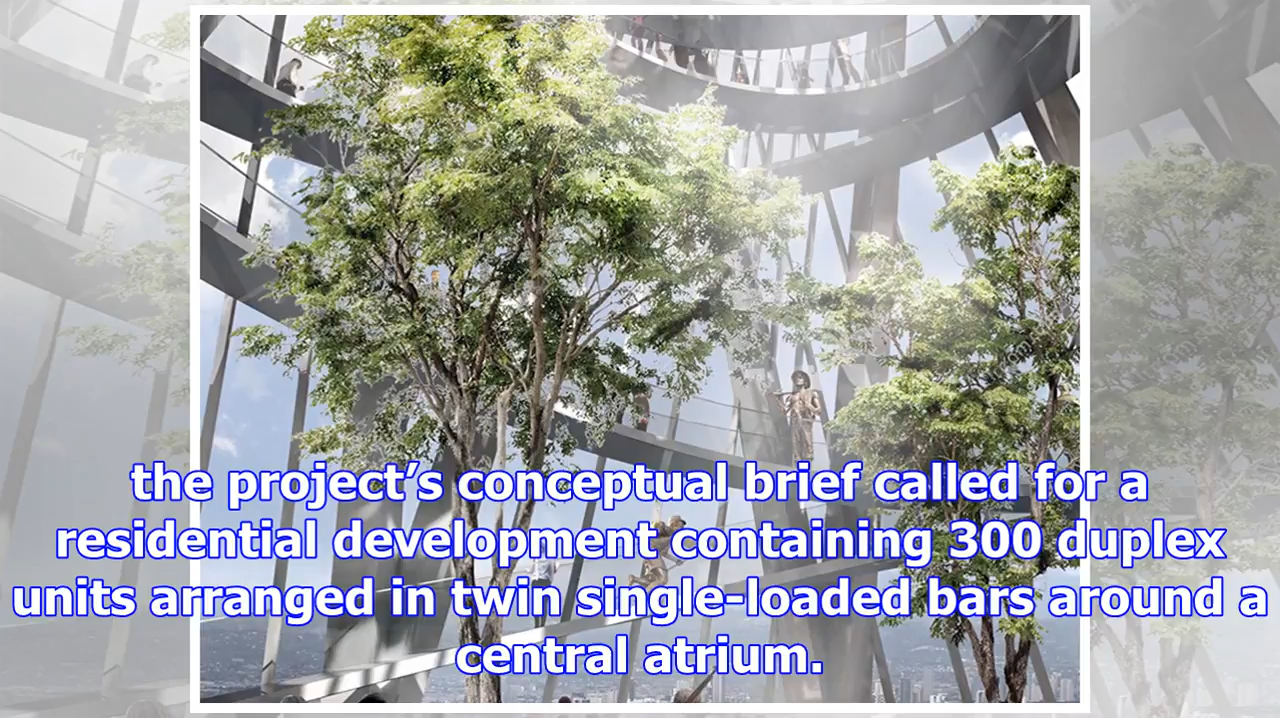 the project’s conceptual brief called for a
residential development containing 300 duplex
units arranged in twin single-loaded bars around a
central atrium.